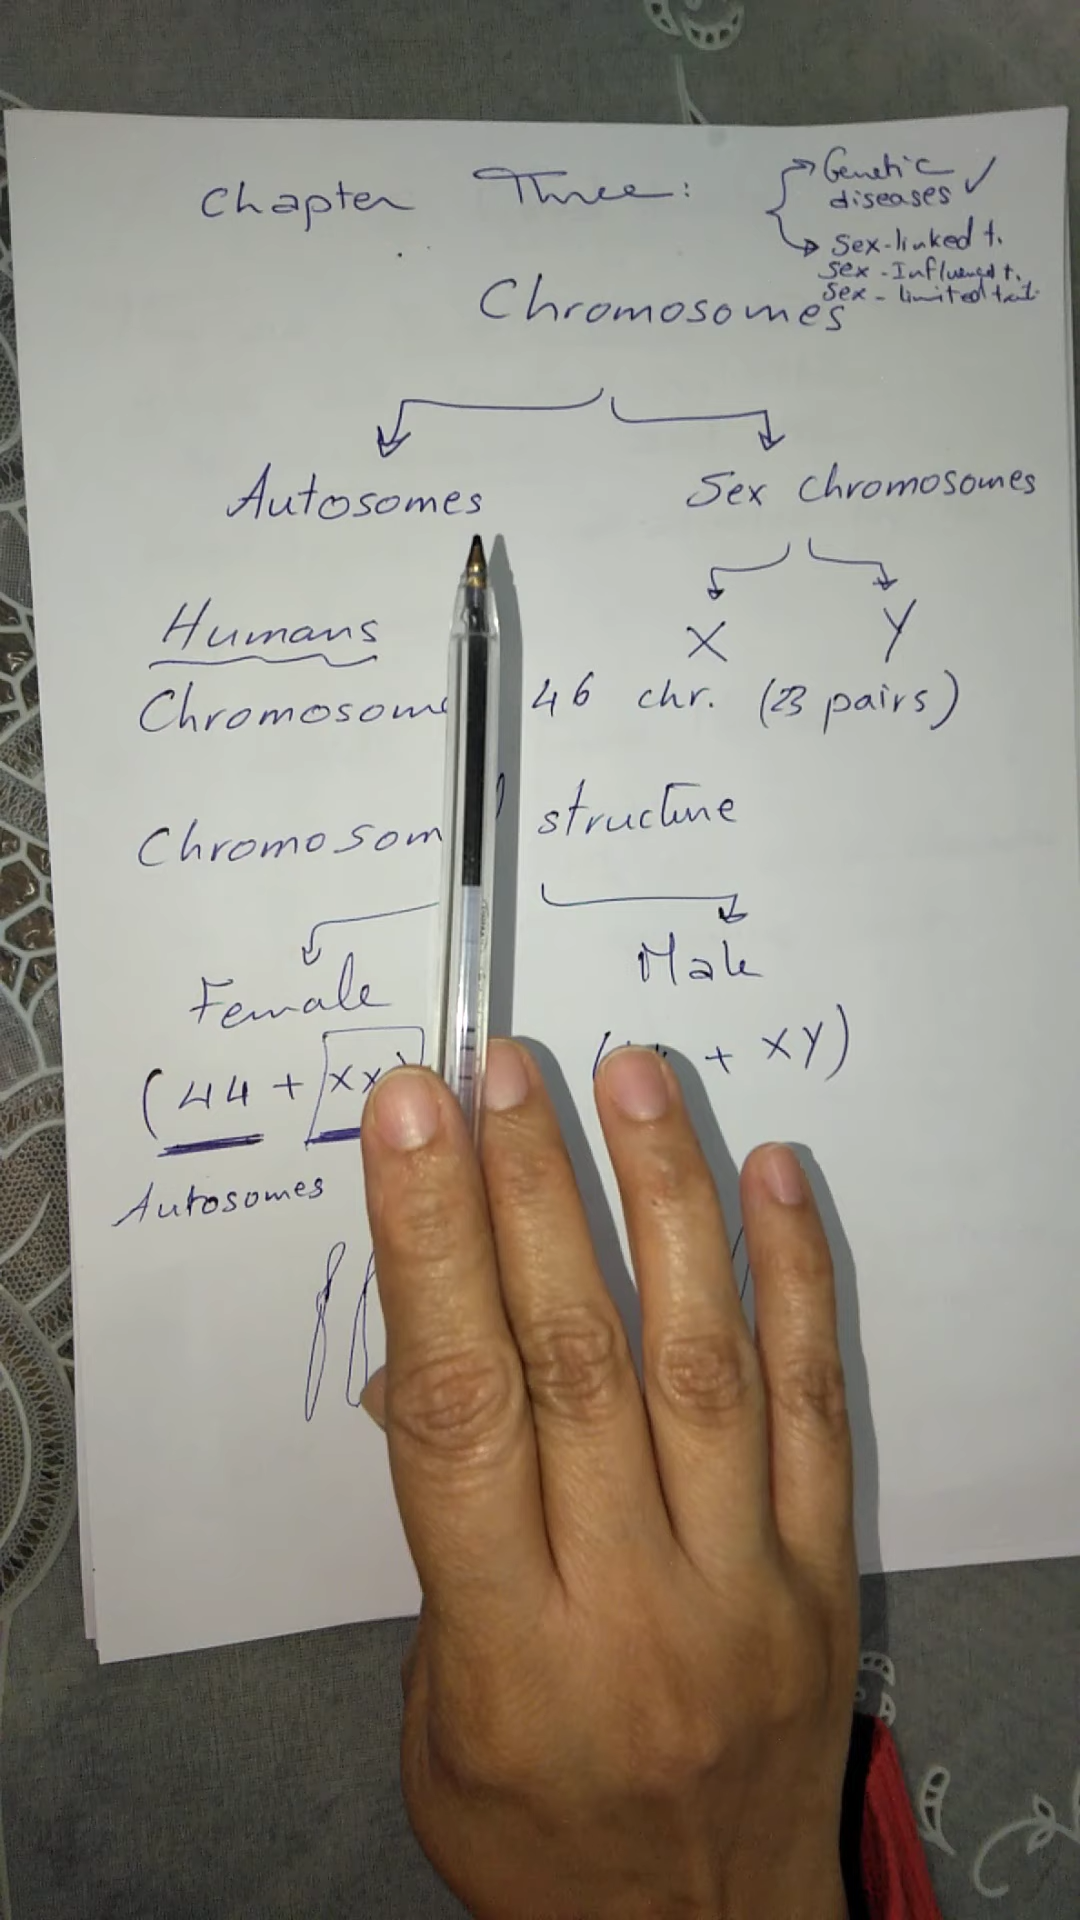 Chapter Three:
Genetic
diseases ✓
Sex-linked t.
Sex-Influenced t.
Sex-limited trait.
Chromosomes
Autosomes
Sex chromosomes
X Y
Humans
46 chr. (23 pairs)
structure
Female
Male
(44 + XX
+ XY)
Autosomes